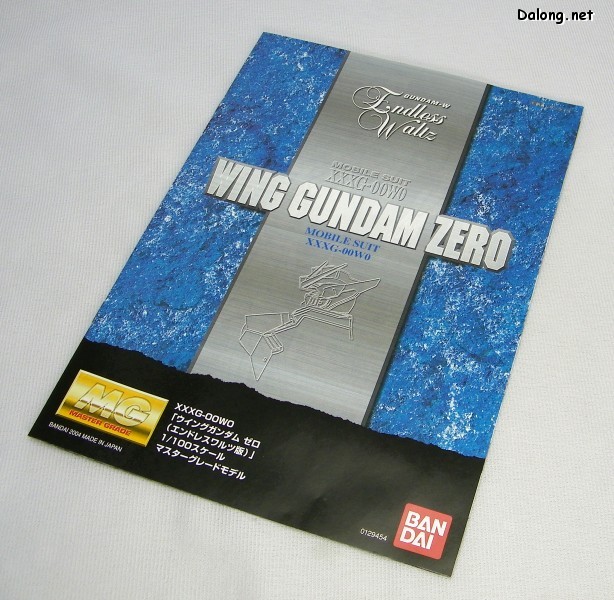 Dalong.net
GUNDAM-W
Endless
Waltz
MOBILE SUIT
XXXG-00W0
WING GUNDAM ZERO
MOBILE SUIT
XXXG-00W0
MG
MASTER GRADE
BANDAI 2004 MADE IN JAPAN
XXXG-00W0
「ウイングガンダム ゼロ
(エンドレスワルツ版)」
1/100スケール
マスターグレードモデル
0129454
BAN
DAI